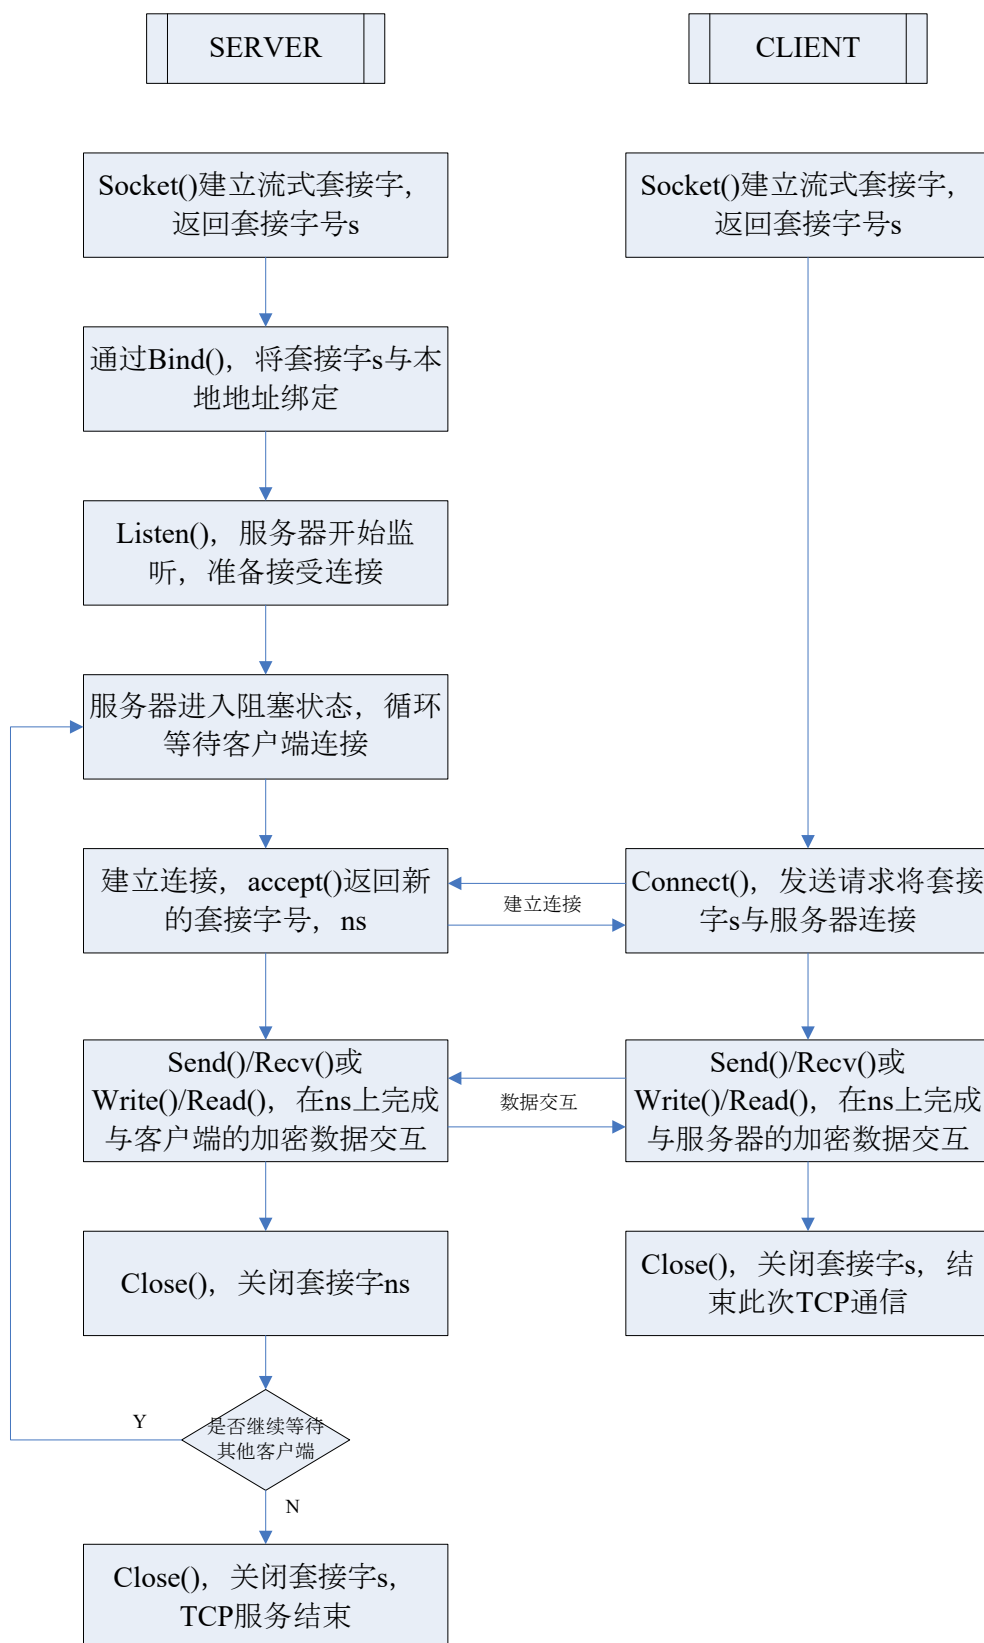 SERVER
CLIENT
Socket()建立流式套接字，
返回套接字号s
Socket()建立流式套接字，
返回套接字号s
通过Bind()，将套接字s与本
地地址绑定
Listen()，服务器开始监
听，准备接受连接
服务器进入阻塞状态，循环
等待客户端连接
建立连接，accept()返回新
的套接字号，ns
建立连接
Connect()，发送请求将套接
字s与服务器连接
Send()/Recv()或
Write()/Read()，在ns上完成
与客户端的加密数据交互
数据交互
Send()/Recv()或
Write()/Read()，在ns上完成
与服务器的加密数据交互
Close()，关闭套接字ns
Close()，关闭套接字s，结
束此次TCP通信
Y
是否继续等待
其他客户端
N
Close()，关闭套接字s，
TCP服务结束